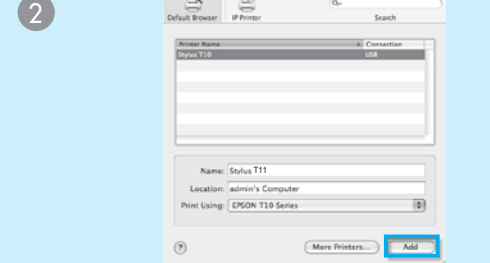 2
Default Browser IP Printer Search
Printer Name Connection
Stylus T10 USB
Name: Stylus T11
Location: admin's Computer
Print Using: EPSON T10 Series
? More Printers... Add